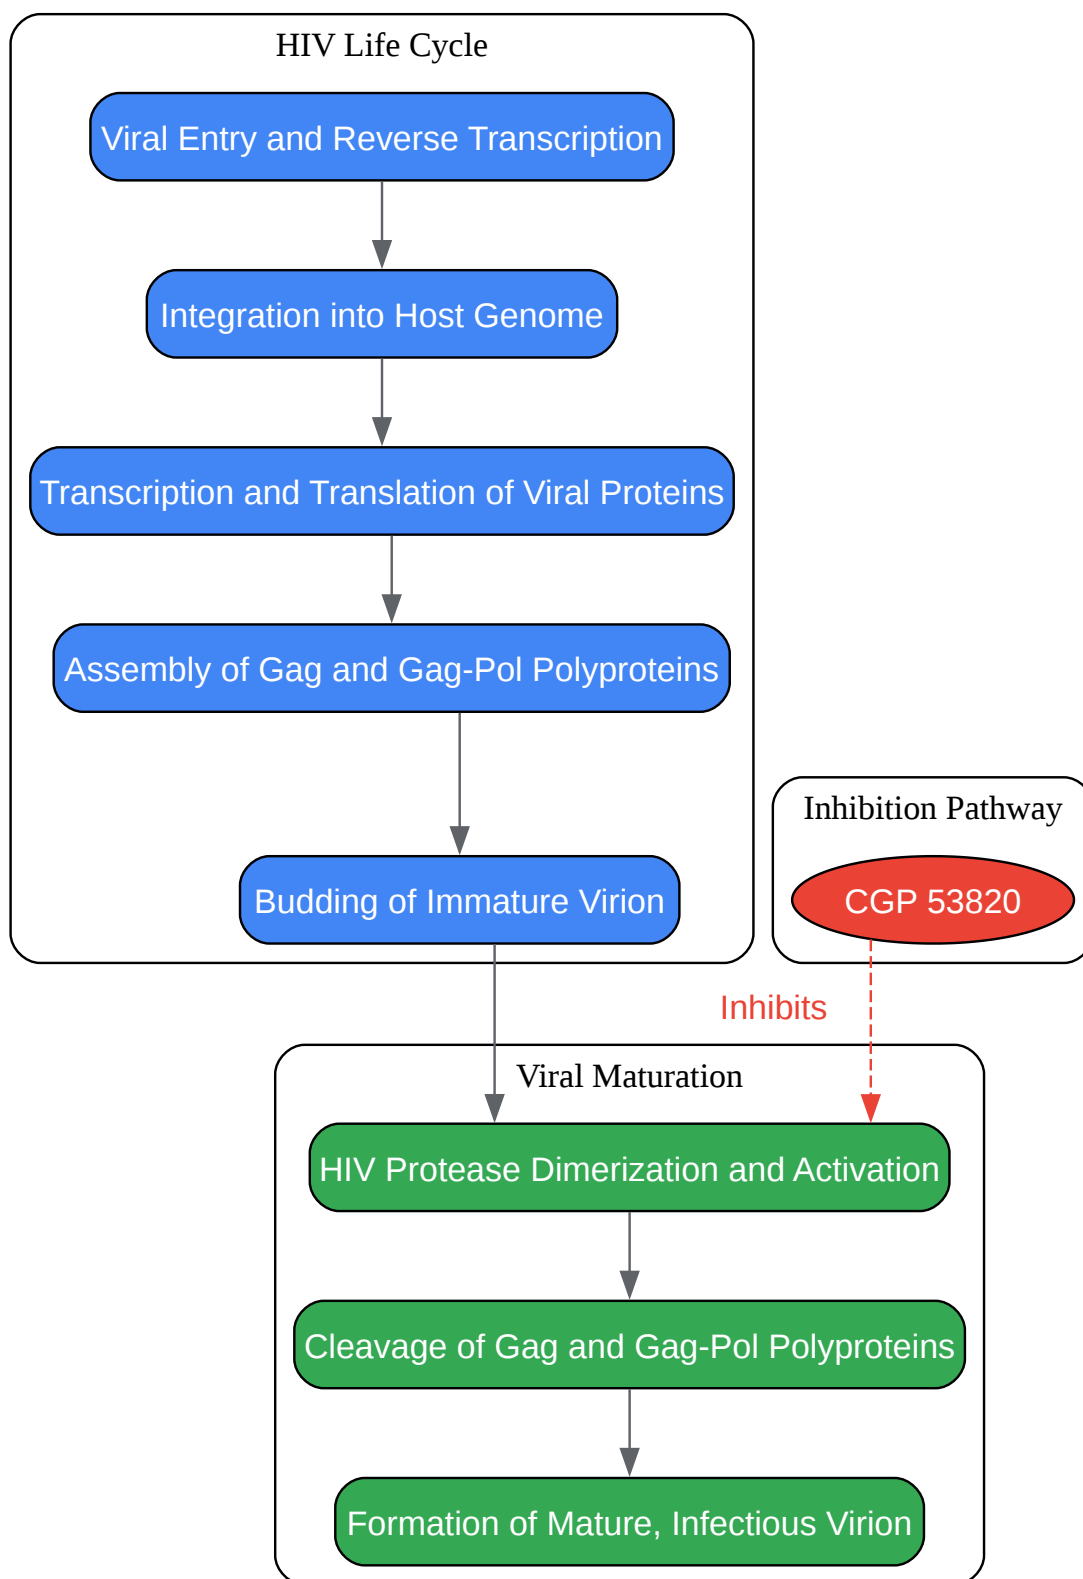 HIV Life Cycle
Viral Entry and Reverse Transcription
Integration into Host Genome
Transcription and Translation of Viral Proteins
Assembly of Gag and Gag-Pol Polyproteins
Budding of Immature Virion
Inhibition Pathway
CGP 53820
Inhibits
Viral Maturation
HIV Protease Dimerization and Activation
Cleavage of Gag and Gag-Pol Polyproteins
Formation of Mature, Infectious Virion